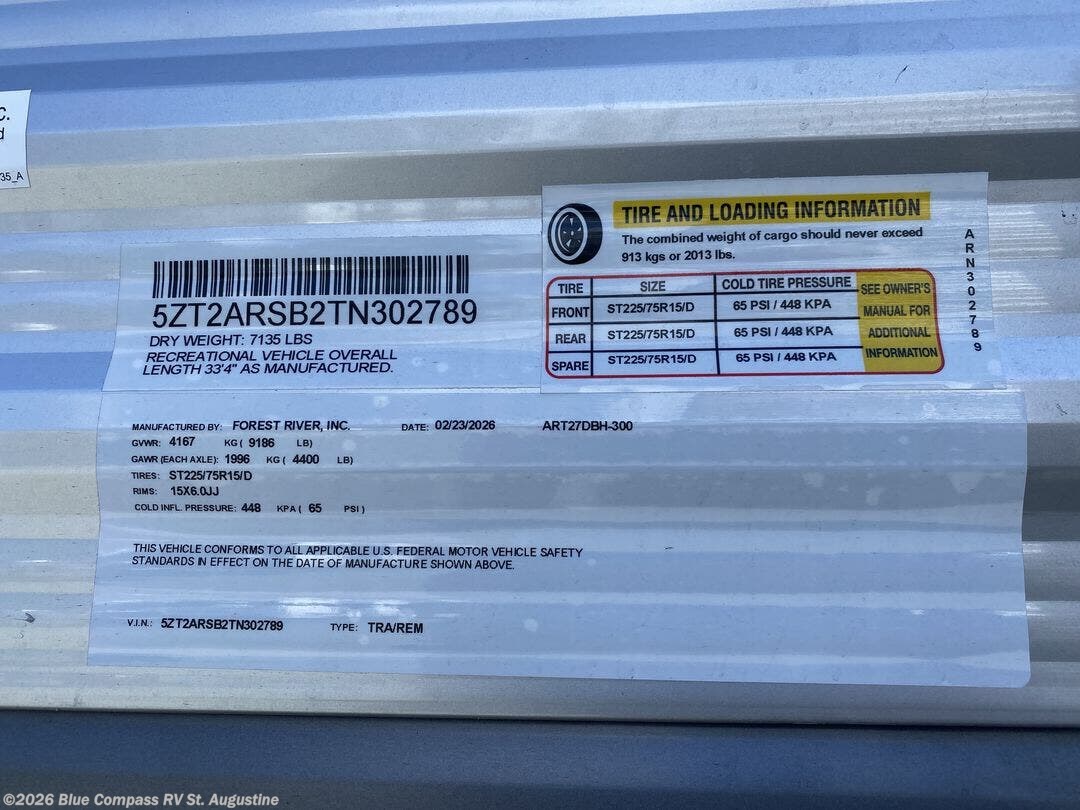 C.
d
35_A
5ZT2ARSB2TN302789
DRY WEIGHT: 7135 LBS
RECREATIONAL VEHICLE OVERALL
LENGTH 33'4" AS MANUFACTURED.
TIRE AND LOADING INFORMATION
The combined weight of cargo should never exceed
913 kgs or 2013 lbs.
TIRE SIZE COLD TIRE PRESSURE
FRONT ST225/75R15/D 65 PSI / 448 KPA
REAR ST225/75R15/D 65 PSI / 448 KPA
SPARE ST225/75R15/D 65 PSI / 448 KPA
SEE OWNER'S
MANUAL FOR
ADDITIONAL
INFORMATION
ARN302789
MANUFACTURED BY: FOREST RIVER, INC. DATE: 02/23/2026 ART27DBH-300
GVWR: 4167 KG ( 9186 LB)
GAWR (EACH AXLE): 1996 KG ( 4400 LB)
TIRES: ST225/75R15/D
RIMS: 15X6.0JJ
COLD INFL. PRESSURE: 448 KPA ( 65 PSI )
THIS VEHICLE CONFORMS TO ALL APPLICABLE U.S. FEDERAL MOTOR VEHICLE SAFETY
STANDARDS IN EFFECT ON THE DATE OF MANUFACTURE SHOWN ABOVE.
V.I.N.: 5ZT2ARSB2TN302789 TYPE: TRA/REM
©2026 Blue Compass RV St. Augustine